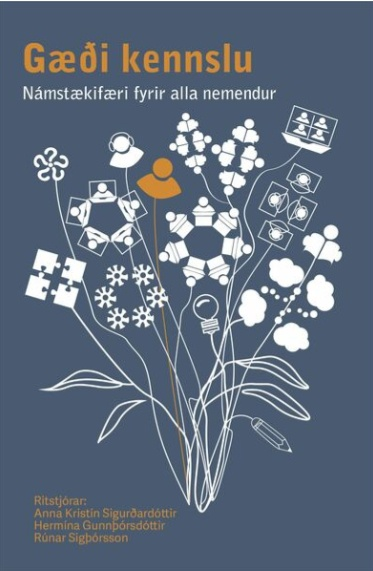 Gæði kennslu
Námstækifæri fyrir alla nemendur
Ritstjórar:
Anna Kristín Sigurðardóttir
Hermína Gunnþórsdóttir
Rúnar Sigþórsson